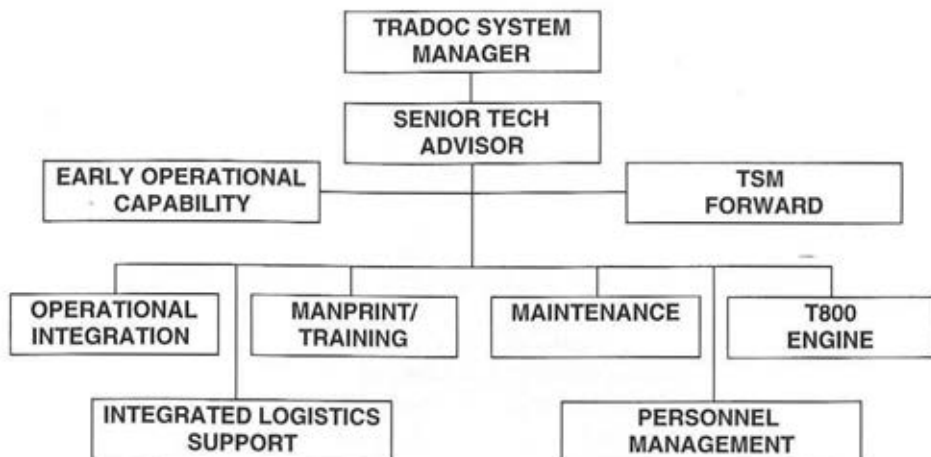 TRADOC SYSTEM
MANAGER
SENIOR TECH
ADVISOR
EARLY OPERATIONAL
CAPABILITY
TSM
FORWARD
OPERATIONAL
INTEGRATION
MANPRINT/
TRAINING
MAINTENANCE
T800
ENGINE
INTEGRATED LOGISTICS
SUPPORT
PERSONNEL
MANAGEMENT